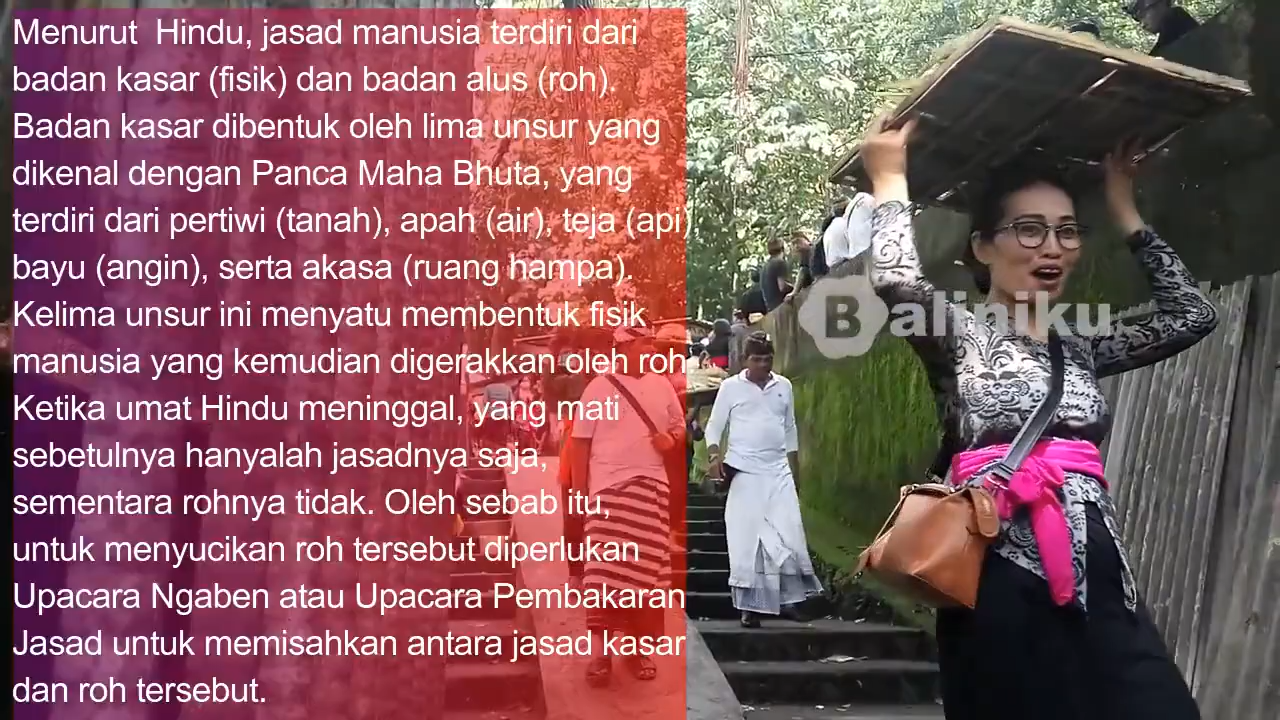 Menurut  Hindu, jasad manusia terdiri dari
badan kasar (fisik) dan badan alus (roh).
Badan kasar dibentuk oleh lima unsur yang
dikenal dengan Panca Maha Bhuta, yang
terdiri dari pertiwi (tanah), apah (air), teja (api)
bayu (angin), serta akasa (ruang hampa).
Kelima unsur ini menyatu membentuk fisik
manusia yang kemudian digerakkan oleh roh
Ketika umat Hindu meninggal, yang mati
sebetulnya hanyalah jasadnya saja,
sementara rohnya tidak. Oleh sebab itu,
untuk menyucikan roh tersebut diperlukan
Upacara Ngaben atau Upacara Pembakaran
Jasad untuk memisahkan antara jasad kasar
dan roh tersebut.
Baliniku